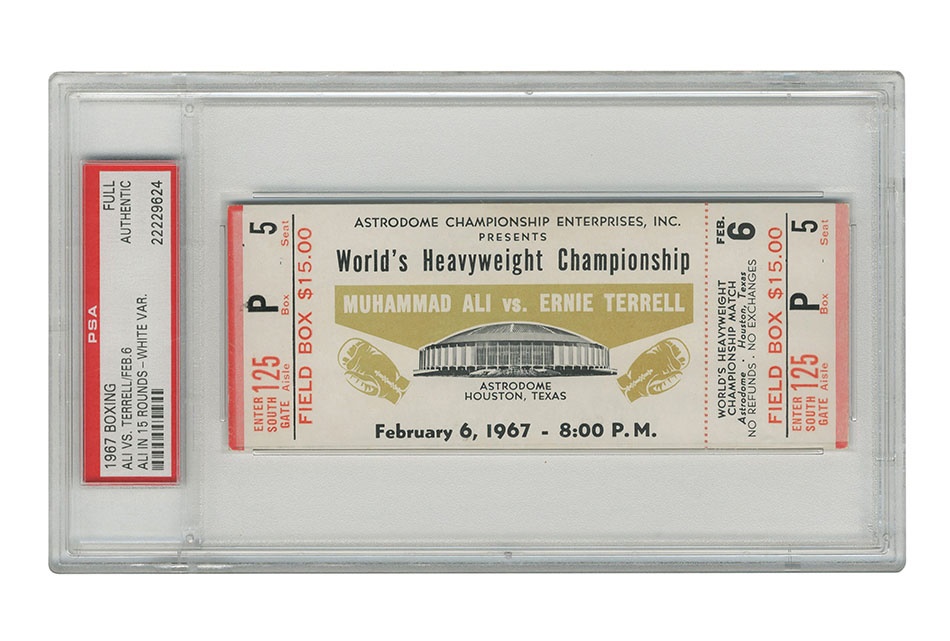 PSA
1967 BOXING
ALI VS. TERRELL/FEB.6
ALI IN 15 ROUNDS - WHITE VAR.
FULL
AUTHENTIC
22229624
ENTER SOUTH GATE
125 Aisle
P Box
5 Seat
FIELD BOX $15.00
ASTRODOME CHAMPIONSHIP ENTERPRISES, INC.
PRESENTS
World's Heavyweight Championship
MUHAMMAD ALI vs. ERNIE TERRELL
ASTRODOME
HOUSTON, TEXAS
February 6, 1967 - 8:00 P.M.
FEB.
6
WORLD'S HEAVYWEIGHT
CHAMPIONSHIP MATCH
Astrodome . Houston, Texas
NO REFUNDS . NO EXCHANGES
FIELD BOX $15.00
ENTER SOUTH GATE
125 Aisle
P Box
5 Seat